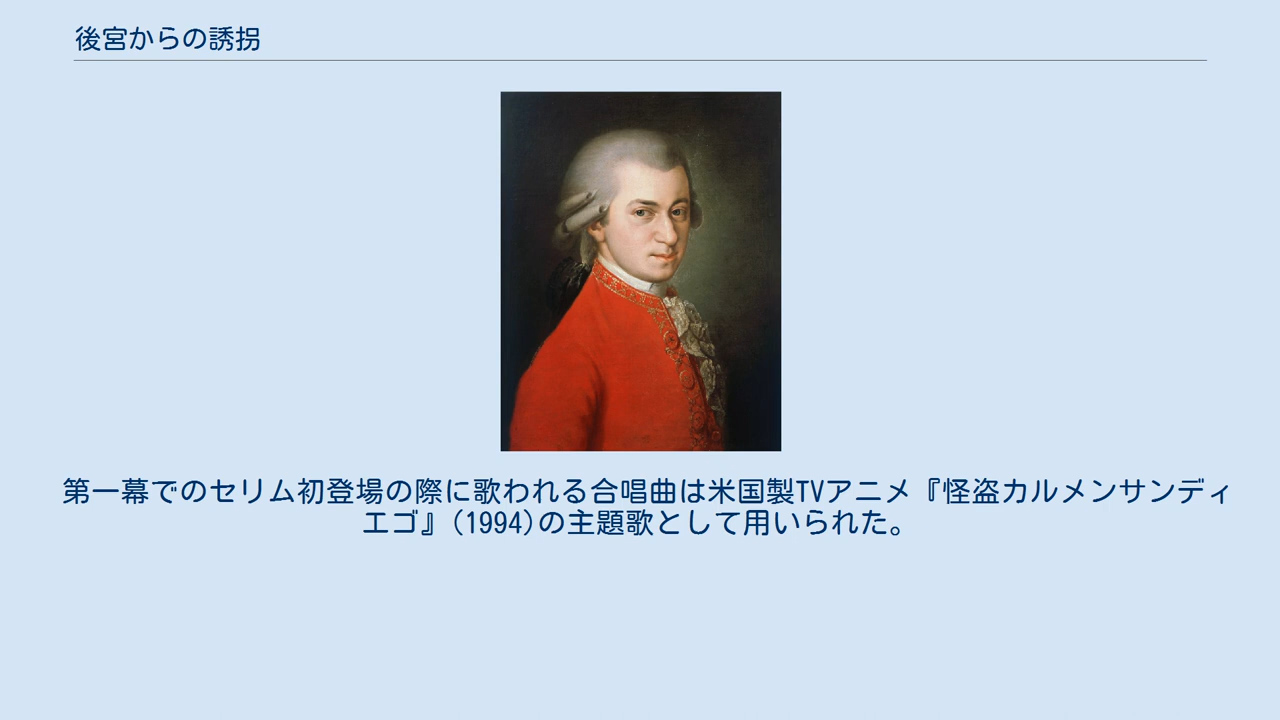 後宮からの誘拐
第一幕でのセリム初登場の際に歌われる合唱曲は米国製TVアニメ『怪盗カルメンサンディ
エゴ』(1994)の主題歌として用いられた。